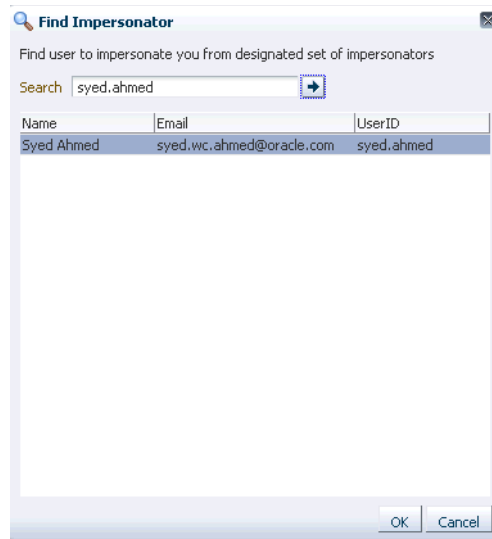 Find Impersonator
Find user to impersonate you from designated set of impersonators
Search syed.ahmed
Name Email UserID
Syed Ahmed syed.wc.ahmed@oracle.com syed.ahmed
OK Cancel